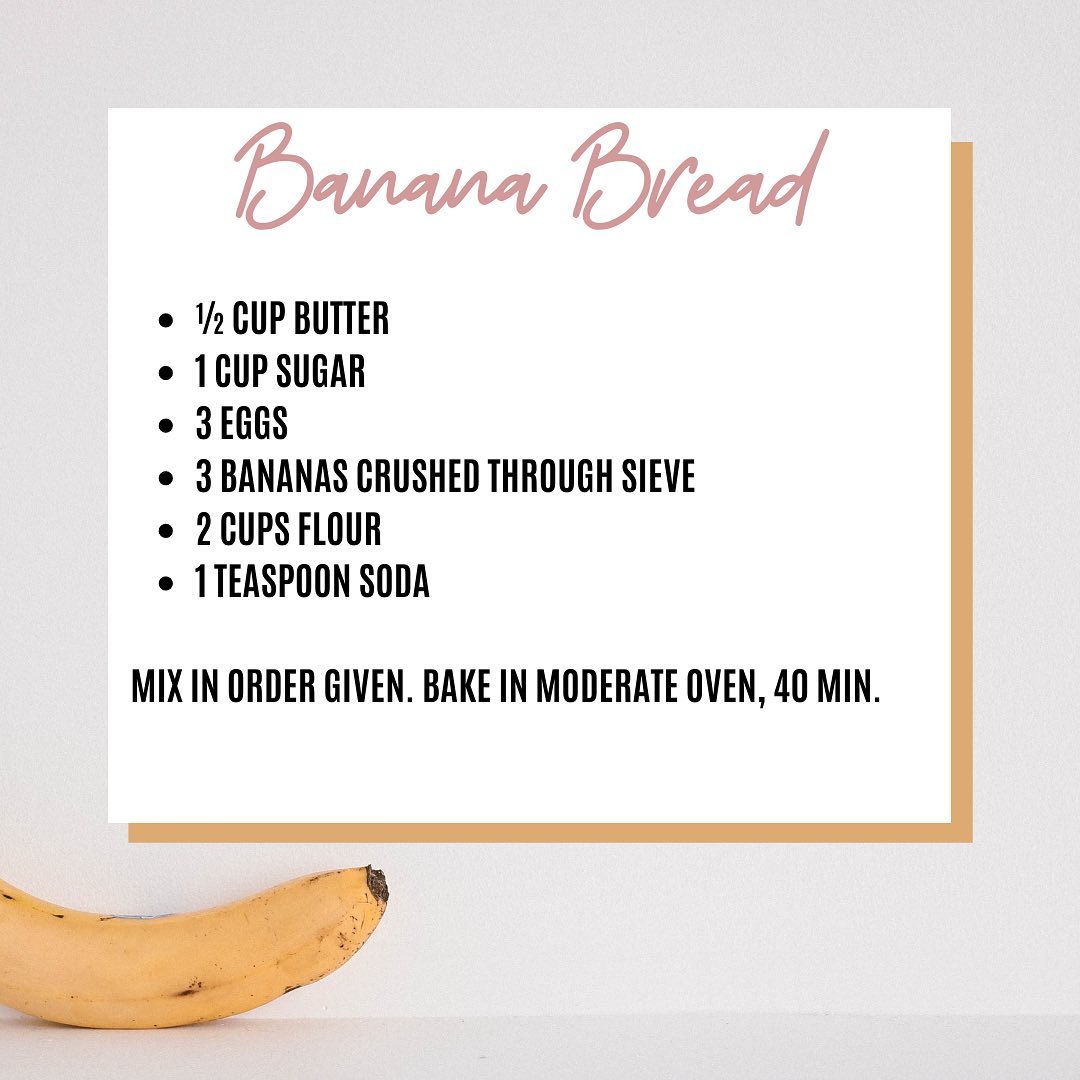 Banana Bread
• ½ CUP BUTTER
• 1 CUP SUGAR
• 3 EGGS
• 3 BANANAS CRUSHED THROUGH SIEVE
• 2 CUPS FLOUR
• 1 TEASPOON SODA
MIX IN ORDER GIVEN. BAKE IN MODERATE OVEN, 40 MIN.